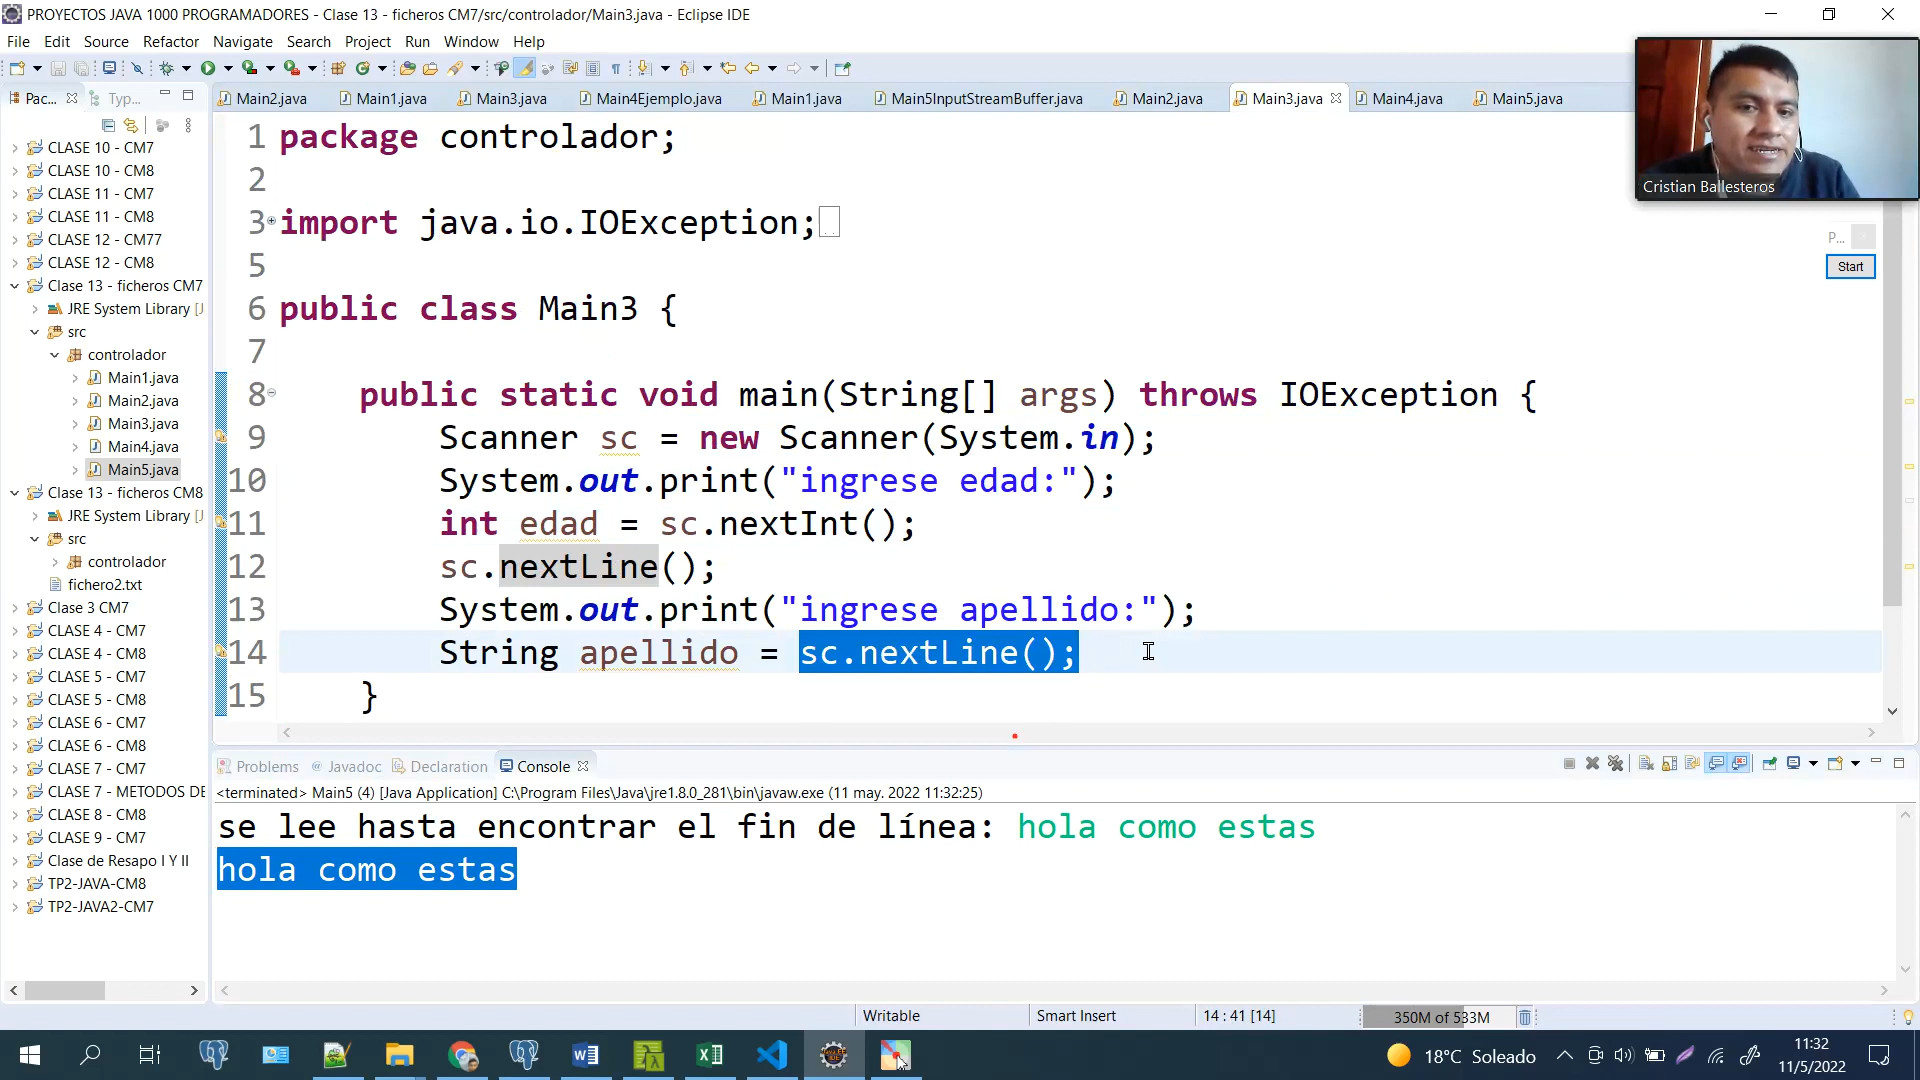 PROYECTOS JAVA 1000 PROGRAMADORES - Clase 13 - ficheros CM7/src/controlador/Main3.java - Eclipse IDE
File Edit Source Refactor Navigate Search Project Run Window Help
Pac... Typ...
Main2.java Main1.java Main3.java Main4Ejemplo.java Main1.java Main5InputStreamBuffer.java Main2.java Main3.java Main4.java Main5.java
Cristian Ballesteros
P...
Start
CLASE 10 - CM7
CLASE 10 - CM8
CLASE 11 - CM7
CLASE 11 - CM8
CLASE 12 - CM77
CLASE 12 - CM8
Clase 13 - ficheros CM7
JRE System Library [J
src
controlador
Main1.java
Main2.java
Main3.java
Main4.java
Main5.java
Clase 13 - ficheros CM8
JRE System Library [J
src
controlador
fichero2.txt
Clase 3 CM7
CLASE 4 - CM7
CLASE 4 - CM8
CLASE 5 - CM7
CLASE 5 - CM8
CLASE 6 - CM7
CLASE 6 - CM8
CLASE 7 - CM7
CLASE 7 - METODOS DE
CLASE 8 - CM8
CLASE 9 - CM7
Clase de Resapo I Y II
TP2-JAVA-CM8
TP2-JAVA2-CM7
1 package controlador;
2
3 import java.io.IOException;
5
6 public class Main3 {
7
8 public static void main(String[] args) throws IOException {
9 Scanner sc = new Scanner(System.in);
10 System.out.print("ingrese edad:");
11 int edad = sc.nextInt();
12 sc.nextLine();
13 System.out.print("ingrese apellido:");
14 String apellido = sc.nextLine();
15 }
Problems Javadoc Declaration Console
<terminated> Main5 (4) [Java Application] C:\Program Files\Java\jre1.8.0_281\bin\javaw.exe (11 may. 2022 11:32:25)
se lee hasta encontrar el fin de línea: hola como estas
hola como estas
Writable Smart Insert 14 : 41 [14] 350M of 533M
18°C Soleado
11:32
11/5/2022